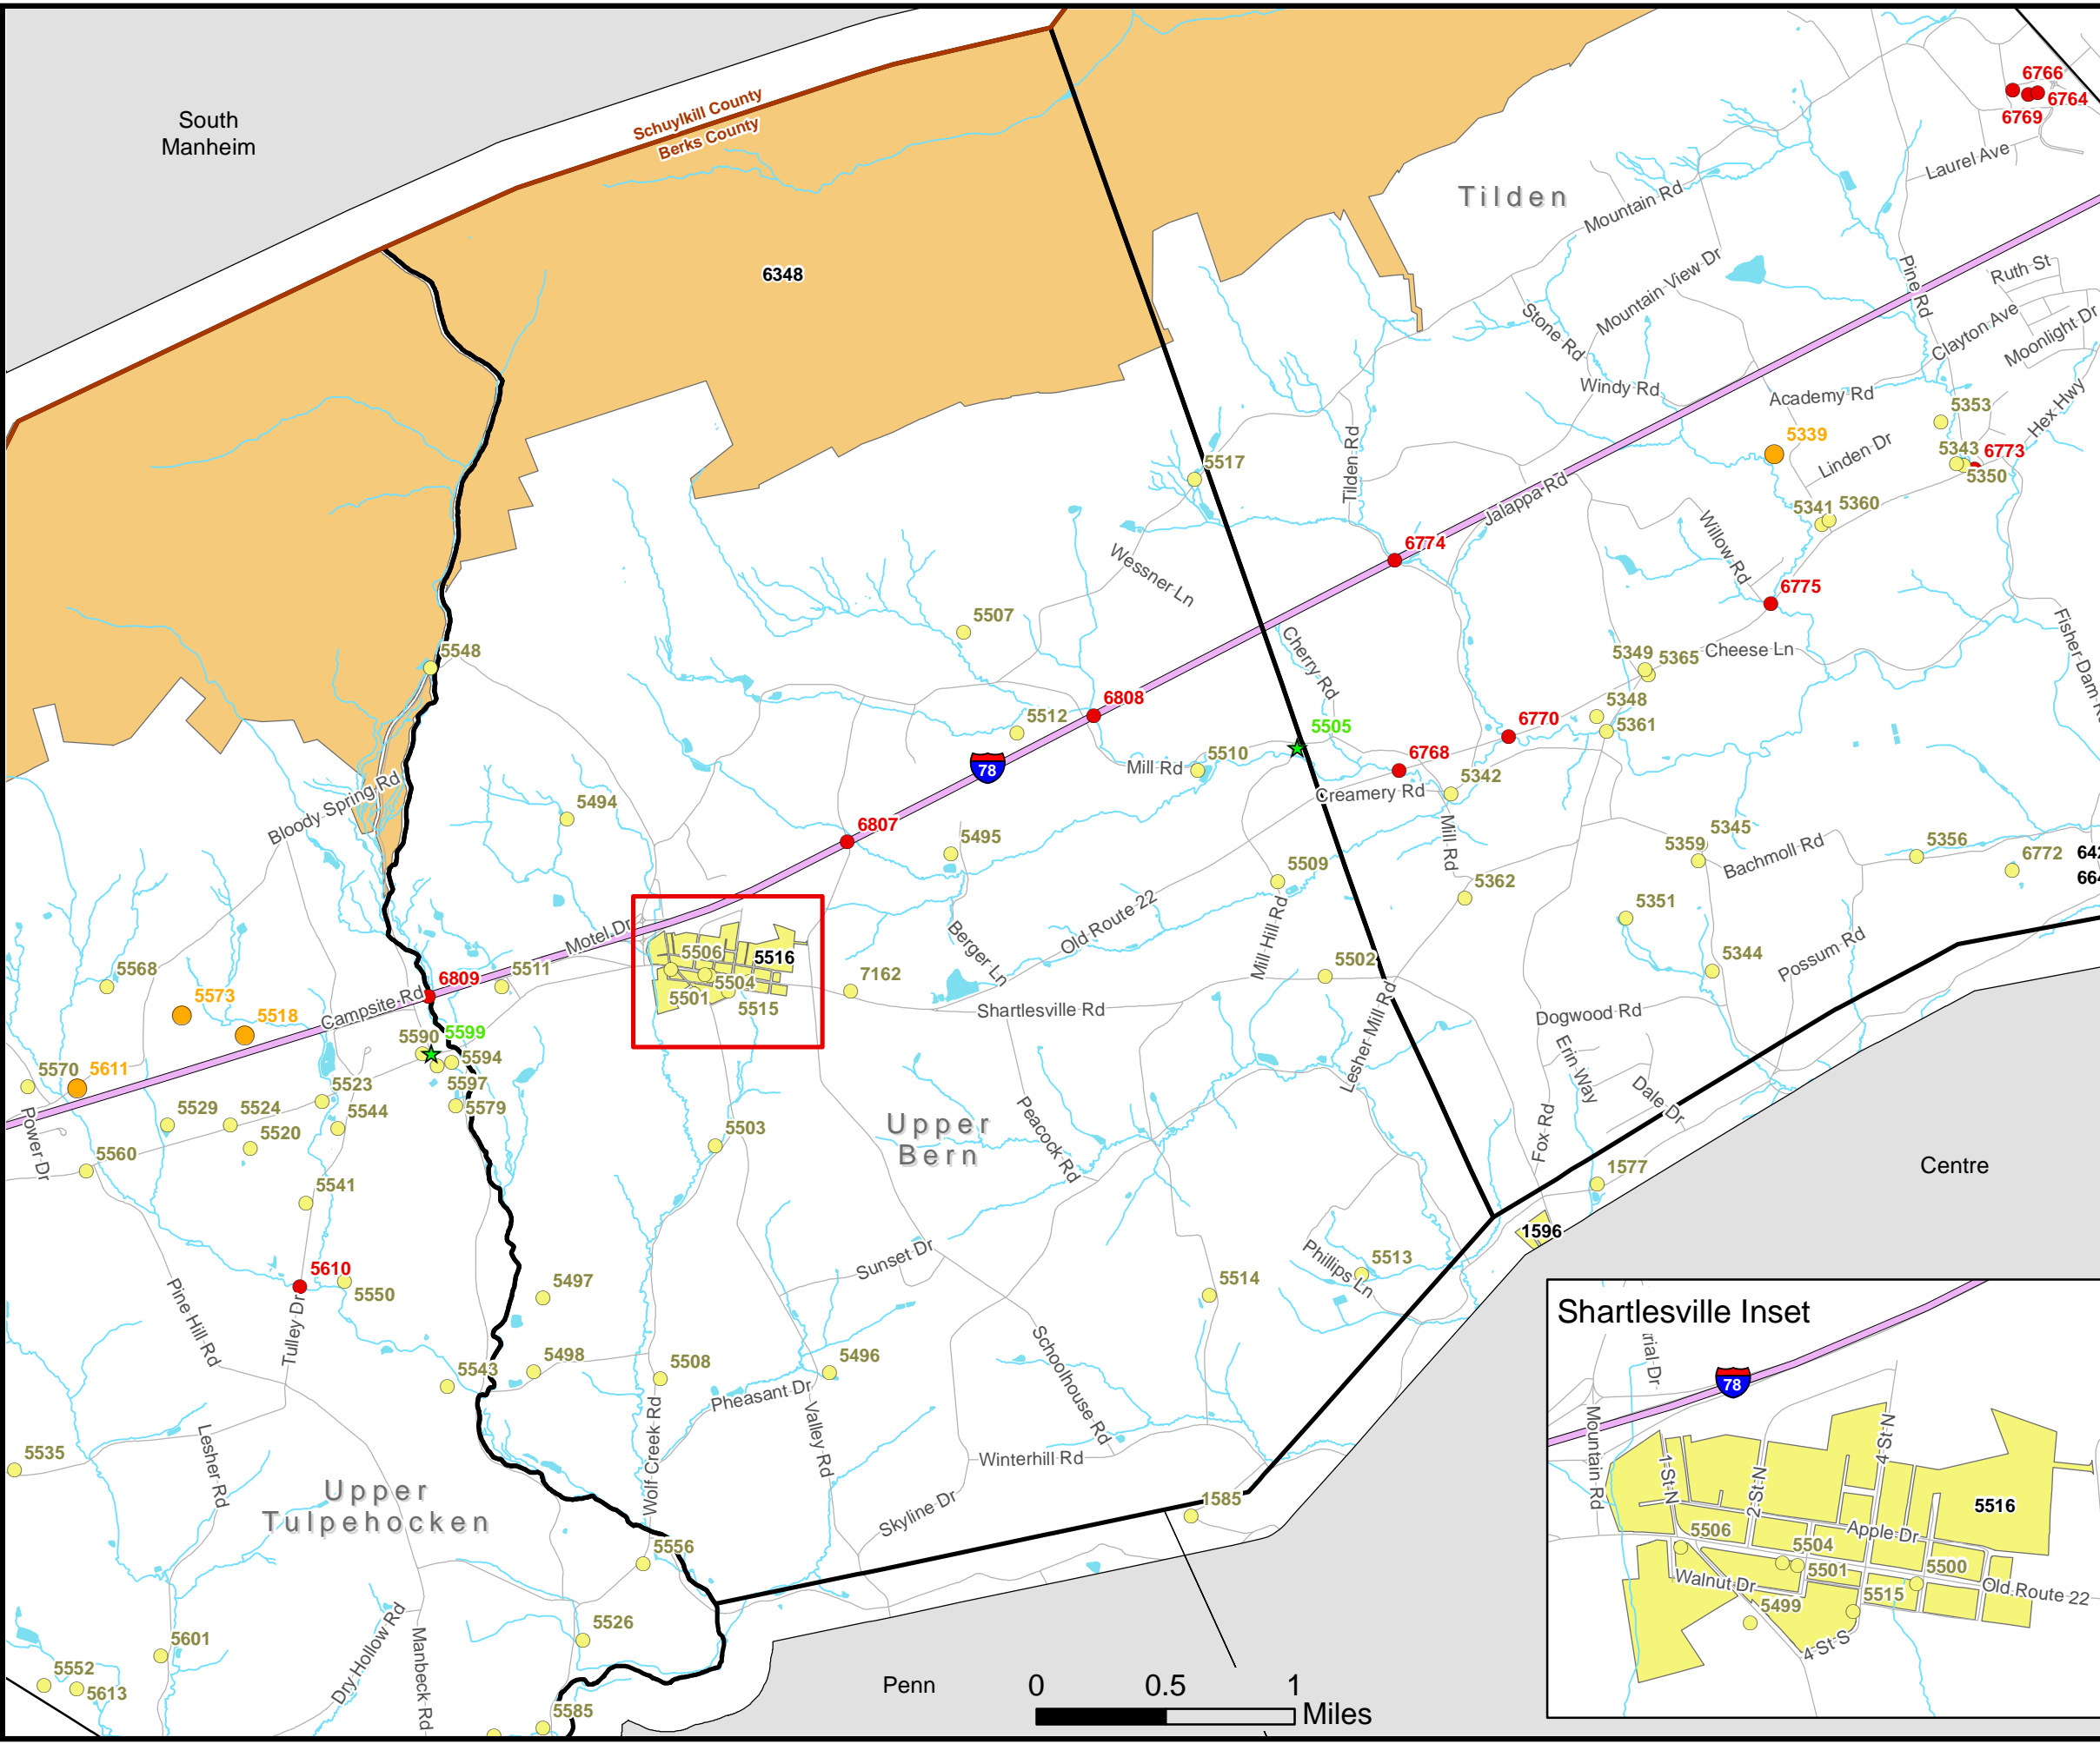 South
Manheim
Schuylkill County
Berks County
6348
Tilden
6766
6764
6769
Laurel Ave
Mountain Rd
Mountain View Dr
Stone Rd
Windy Rd
Pine Rd
Ruth St
Clayton Ave
Moonlight Dr
Hex Hwy
Academy Rd
Linden Dr
5339
5353
5343
6773
5350
5341
5360
Willow Rd
6775
Tilden Rd
Jalappa Rd
6774
5517
Wessner Ln
5507
5548
Cherry Rd
6808
5512
78
5505
Mill Rd
5510
6768
6770
Creamery Rd
5342
5349
5365
Cheese Ln
5348
5361
Fisher Dam
Bloody Spring Rd
5494
6807
5495
5509
Mill Rd
5362
5345
5359
Bachmoll Rd
5356
6772
5351
5344
Possum Rd
Motel Dr
5506
5516
5504
5501
5515
7162
Berger Ln
Old Route 22
Mill Hill Rd
5502
Shartlesville Rd
Lesher Mill Rd
Dogwood Rd
Erin Way
Dale Dr
Fox Rd
5568
5573
5518
Campsite Rd
6809
5511
5590
5599
5594
5597
5579
5570
5611
Power Dr
5529
5524
5523
5544
5520
5560
5541
5503
Upper
Bern
Peacock Rd
1577
Centre
1596
5610
5550
Pine Hill Rd
Tulley Dr
5497
5498
5543
5508
Sunset Dr
5496
Pheasant Dr
Valley Rd
5514
Phillips Ln
5513
Schoolhouse Rd
Winterhill Rd
Skyline Dr
1585
5535
Lesher Rd
Upper
Tulpehocken
Wolf Creek Rd
5556
5526
Dry Hollow Rd
Manbeck Rd
5601
5552
5613
5585
Penn
0 0.5 1
Miles
Shartlesville Inset
78
Mountain Rd
1 St N
2 St N
4 St N
5516
5506
Apple Dr
5504
5501
5500
Walnut Dr
5515
Old Route 22
5499
4 St S